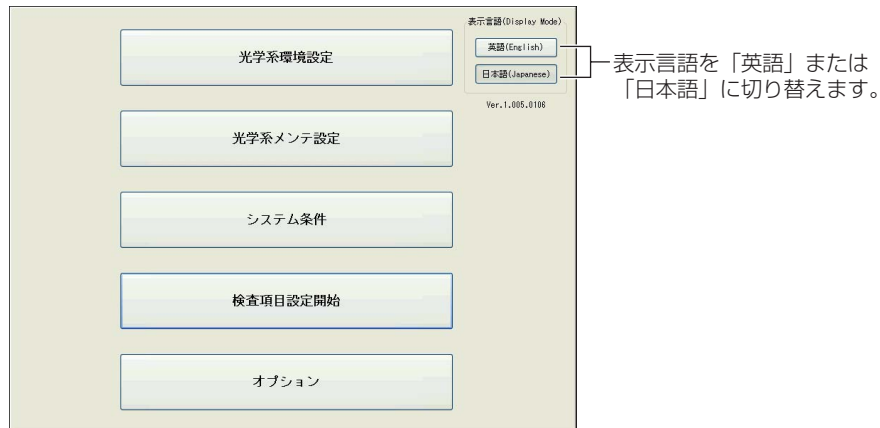 表示言語(Display Mode)
英語(English)
日本語(Japanese)
Ver.1.005.0106
光学系環境設定
光学系メンテ設定
システム条件
検査項目設定開始
オプション
表示言語を「英語」または
「日本語」に切り替えます。